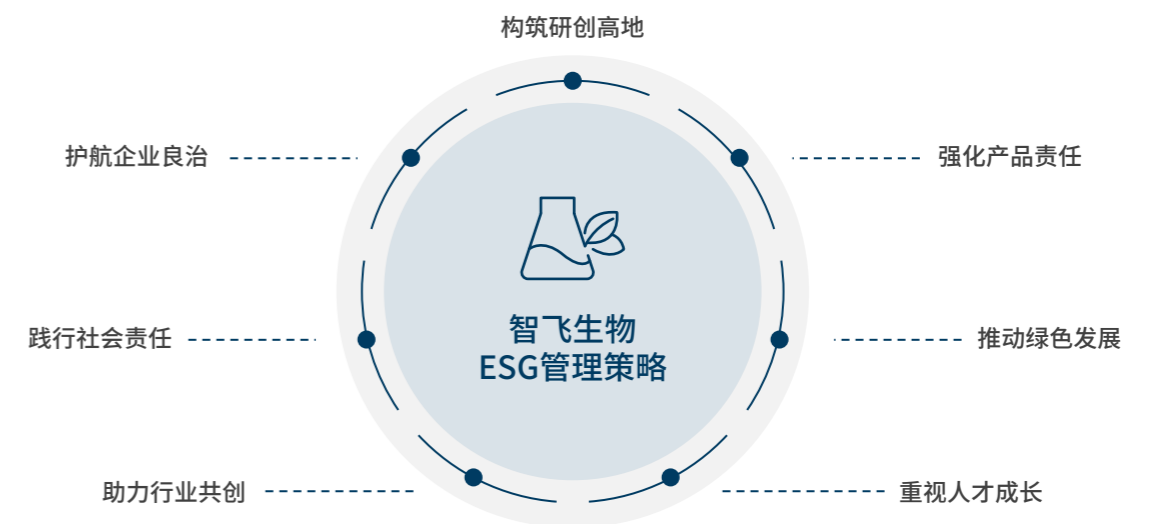 构筑研创高地
护航企业良治
强化产品责任
智飞生物
ESG管理策略
践行社会责任
推动绿色发展
助力行业共创
重视人才成长